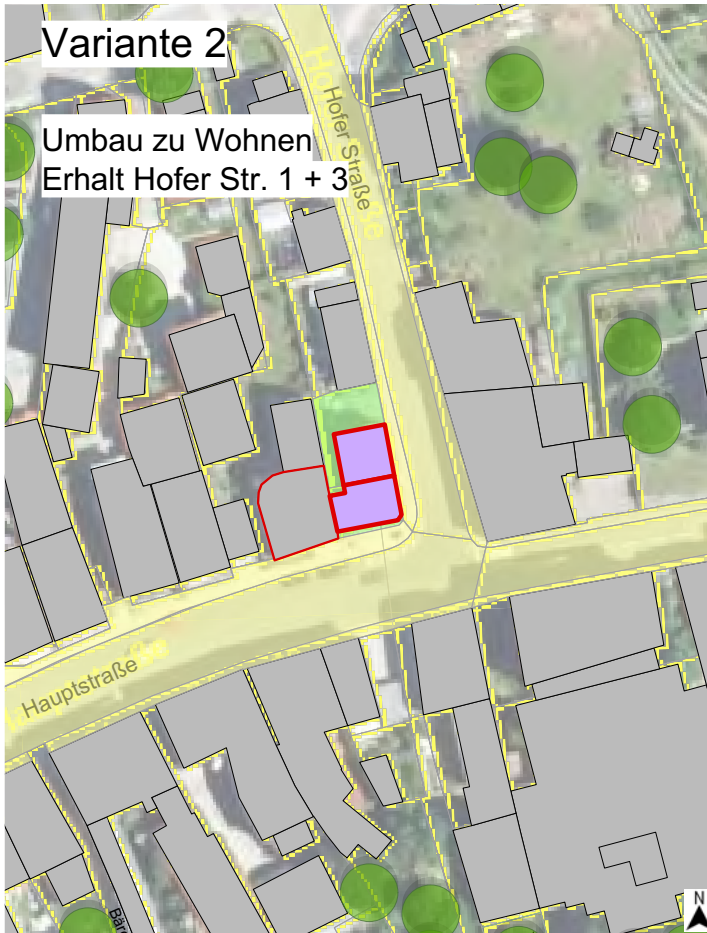 Variante 2
Umbau zu Wohnen
Erhalt Hofer Str. 1 + 3
Hofer Straße
Hauptstraße
N